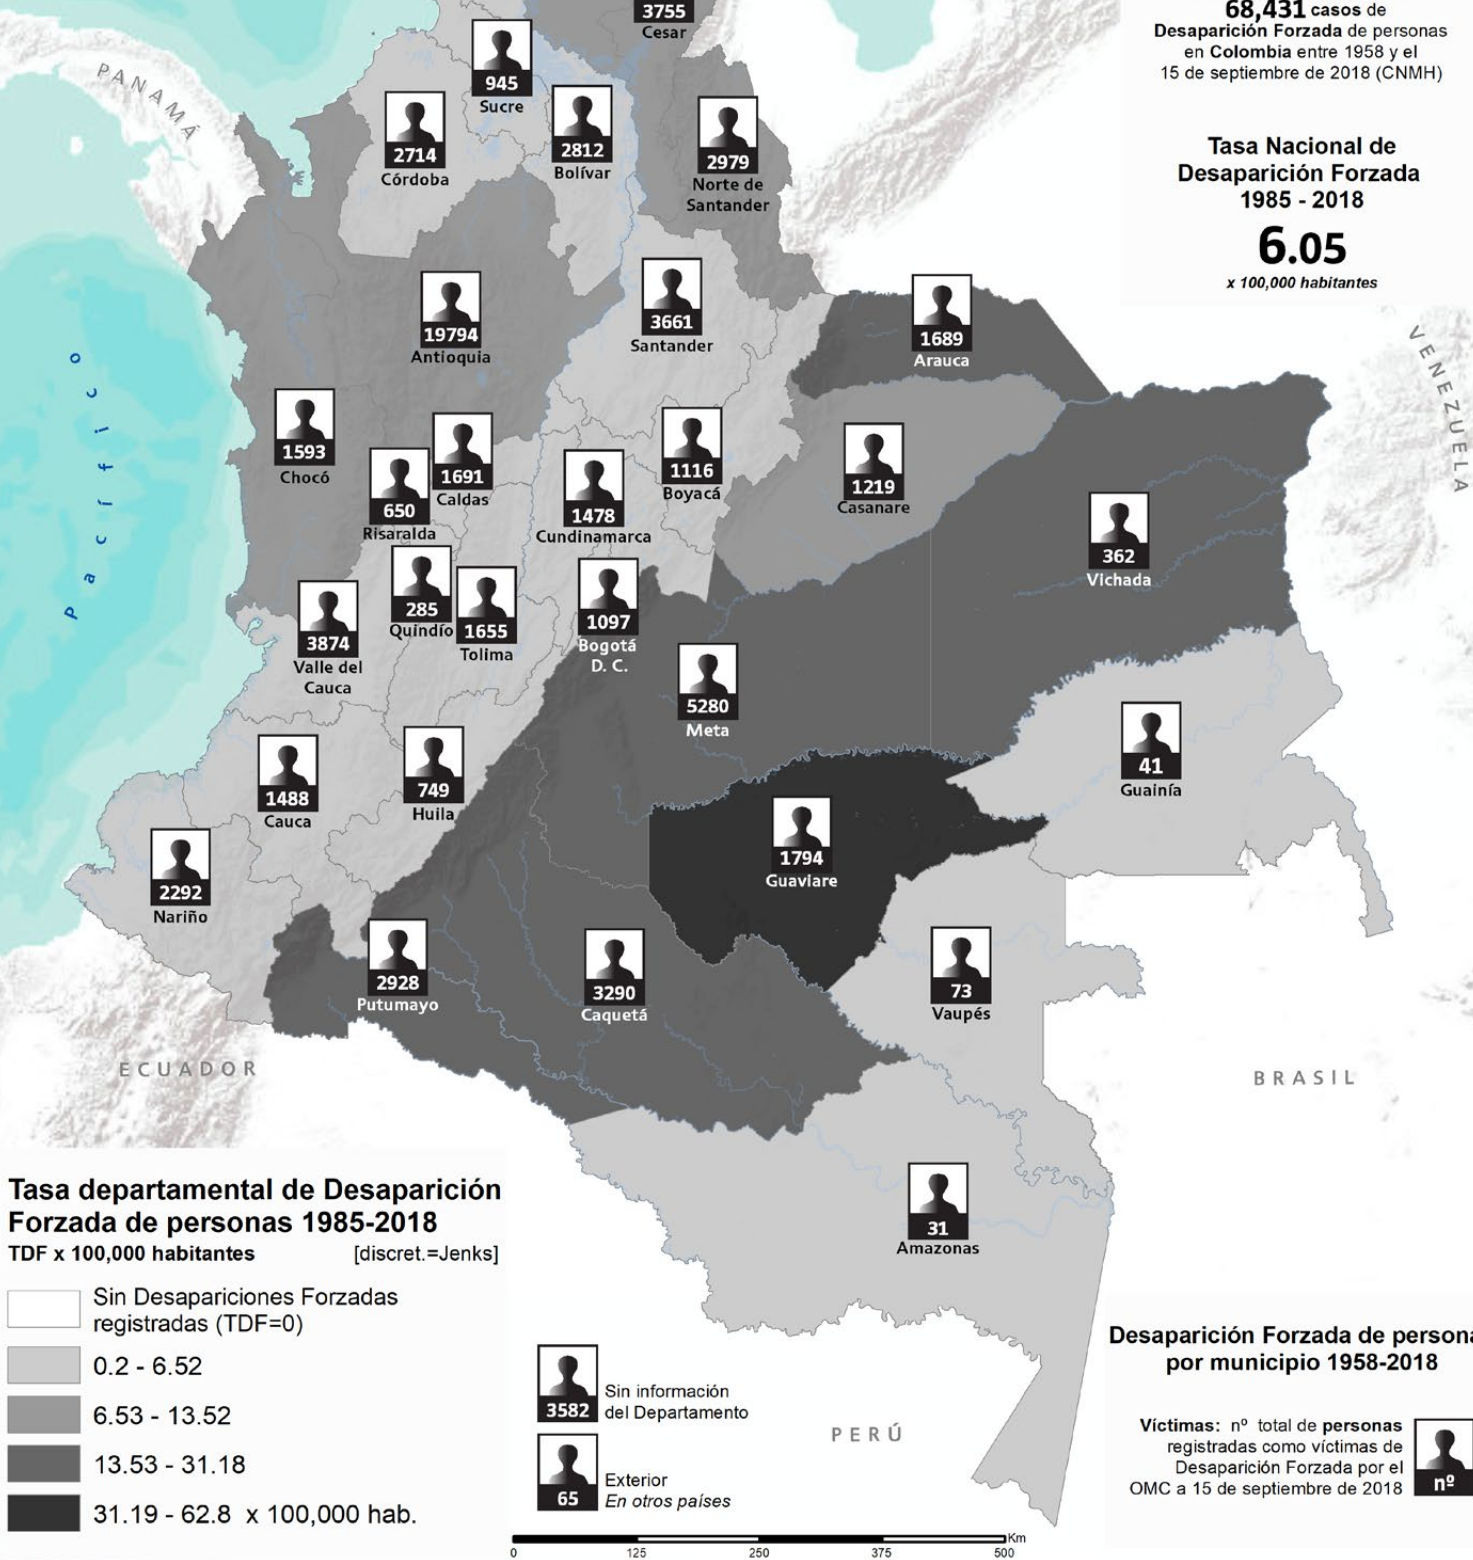 3755
Cesar
68,431 casos de
Desaparición Forzada de personas
en Colombia entre 1958 y el
15 de septiembre de 2018 (CNMH)
Tasa Nacional de
Desaparición Forzada
1985 - 2018
6.05
x 100,000 habitantes
PANAMÁ
945
Sucre
2714
Córdoba
2812
Bolívar
2979
Norte de
Santander
19794
Antioquia
3661
Santander
1689
Arauca
VENEZUELA
Pacífico
1593
Chocó
1691
Caldas
650
Risaralda
1478
Cundinamarca
1116
Boyacá
1219
Casanare
362
Vichada
285
Quindío
1655
Tolima
1097
Bogotá
D. C.
3874
Valle del
Cauca
5280
Meta
41
Guainía
1488
Cauca
749
Huila
1794
Guaviare
2292
Nariño
2928
Putumayo
3290
Caquetá
73
Vaupés
ECUADOR
BRASIL
31
Amazonas
PERÚ
Tasa departamental de Desaparición
Forzada de personas 1985-2018
TDF x 100,000 habitantes [discret.=Jenks]
Sin Desapariciones Forzadas
registradas (TDF=0)
0.2 - 6.52
6.53 - 13.52
13.53 - 31.18
31.19 - 62.8 x 100,000 hab.
3582
Sin información
del Departamento
65
Exterior
En otros países
Km
0 125 250 375 500
Desaparición Forzada de persona
por municipio 1958-2018
Víctimas: nº total de personas
registradas como víctimas de
Desaparición Forzada por el
OMC a 15 de septiembre de 2018
nº